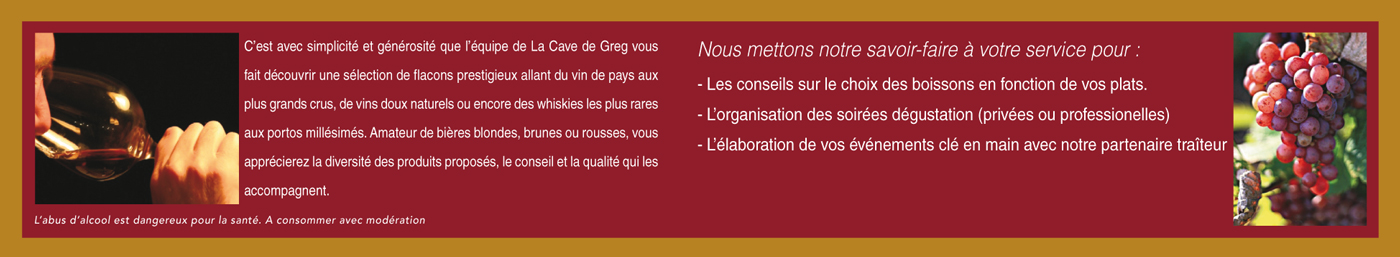 C'est avec simplicité et générosité que l'équipe de La Cave de Greg vous
fait découvrir une sélection de flacons prestigieux allant du vin de pays aux
plus grands crus, de vins doux naturels ou encore des whiskies les plus rares
aux portos millésimés. Amateur de bières blondes, brunes ou rousses, vous
apprécierez la diversité des produits proposés, le conseil et la qualité qui les
accompagnent.
L'abus d'alcool est dangereux pour la santé. A consommer avec modération
Nous mettons notre savoir-faire à votre service pour :
- Les conseils sur le choix des boissons en fonction de vos plats.
- L'organisation des soirées dégustation (privées ou professionelles)
- L'élaboration de vos événements clé en main avec notre partenaire traîteur